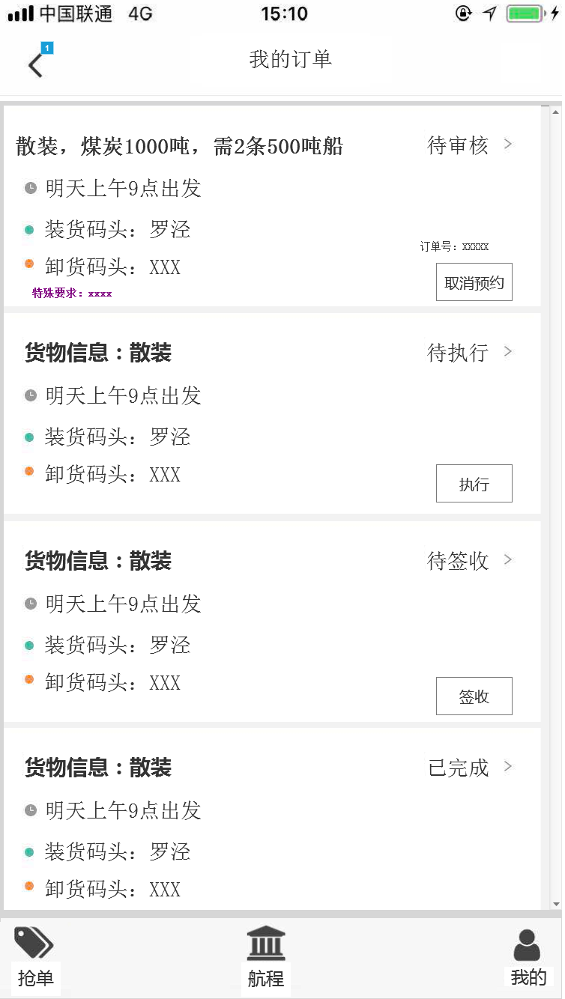 中国联通 4G 15:10
1
我的订单
散装，煤炭1000吨，需2条500吨船 待审核
明天上午9点出发
装货码头：罗泾
订单号：XXXXX
卸货码头：XXX
取消预约
特殊要求：xxxx
货物信息：散装 待执行
明天上午9点出发
装货码头：罗泾
卸货码头：XXX
执行
货物信息：散装 待签收
明天上午9点出发
装货码头：罗泾
卸货码头：XXX
签收
货物信息：散装 已完成
明天上午9点出发
装货码头：罗泾
卸货码头：XXX
抢单 航程 我的